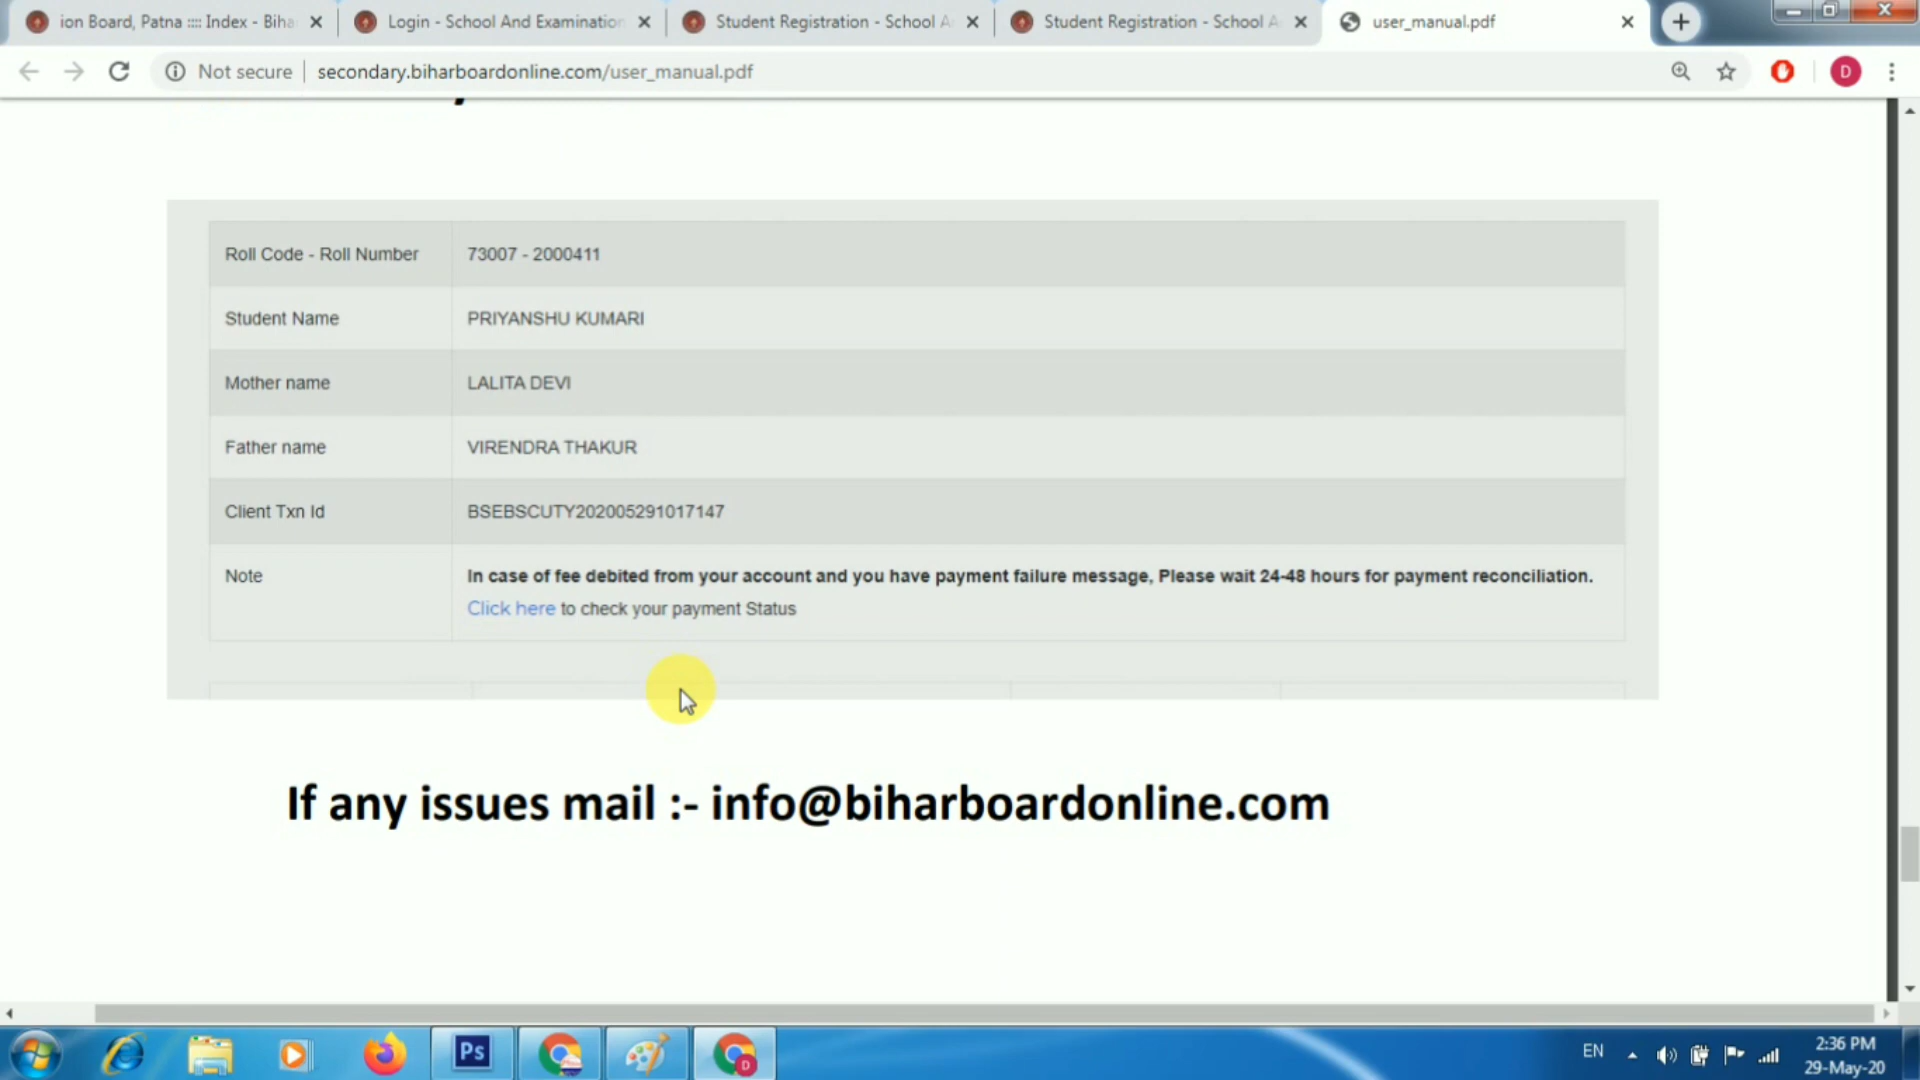 ion Board, Patna :::: Index - Biha
Login - School And Examination
Student Registration - School A
Student Registration - School A
user_manual.pdf
Not secure
secondary.biharboardonline.com/user_manual.pdf
D
Roll Code - Roll Number 73007 - 2000411
Student Name PRIYANSHU KUMARI
Mother name LALITA DEVI
Father name VIRENDRA THAKUR
Client Txn Id BSEBSCUTY202005291017147
Note In case of fee debited from your account and you have payment failure message, Please wait 24-48 hours for payment reconciliation.
Click here to check your payment Status
If any issues mail :- info@biharboardonline.com
Ps
D
EN
2:36 PM
29-May-20